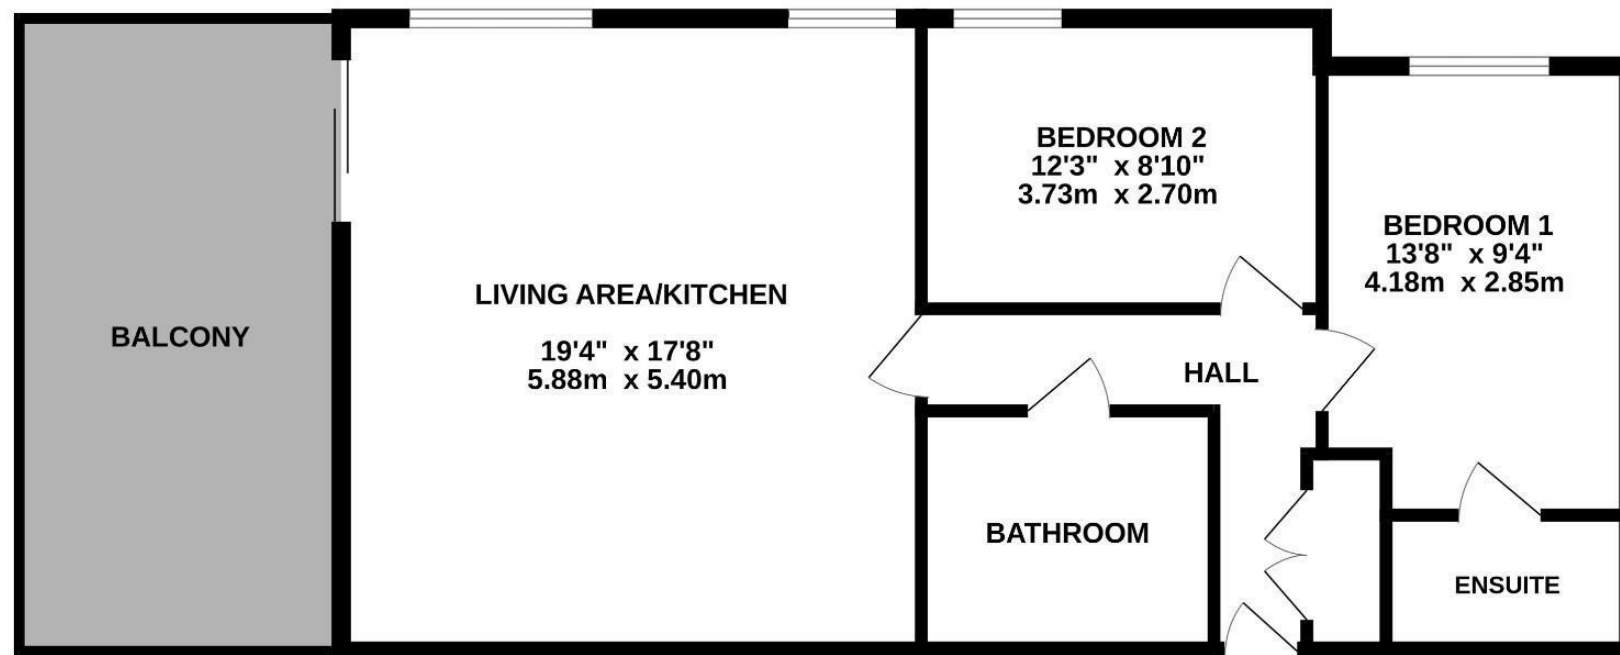 BALCONY
LIVING AREA/KITCHEN
19'4"  x 17'8"
5.88m  x 5.40m
BEDROOM 2
12'3"  x 8'10"
3.73m  x 2.70m
HALL
BATHROOM
BEDROOM 1
13'8"  x 9'4"
4.18m  x 2.85m
ENSUITE